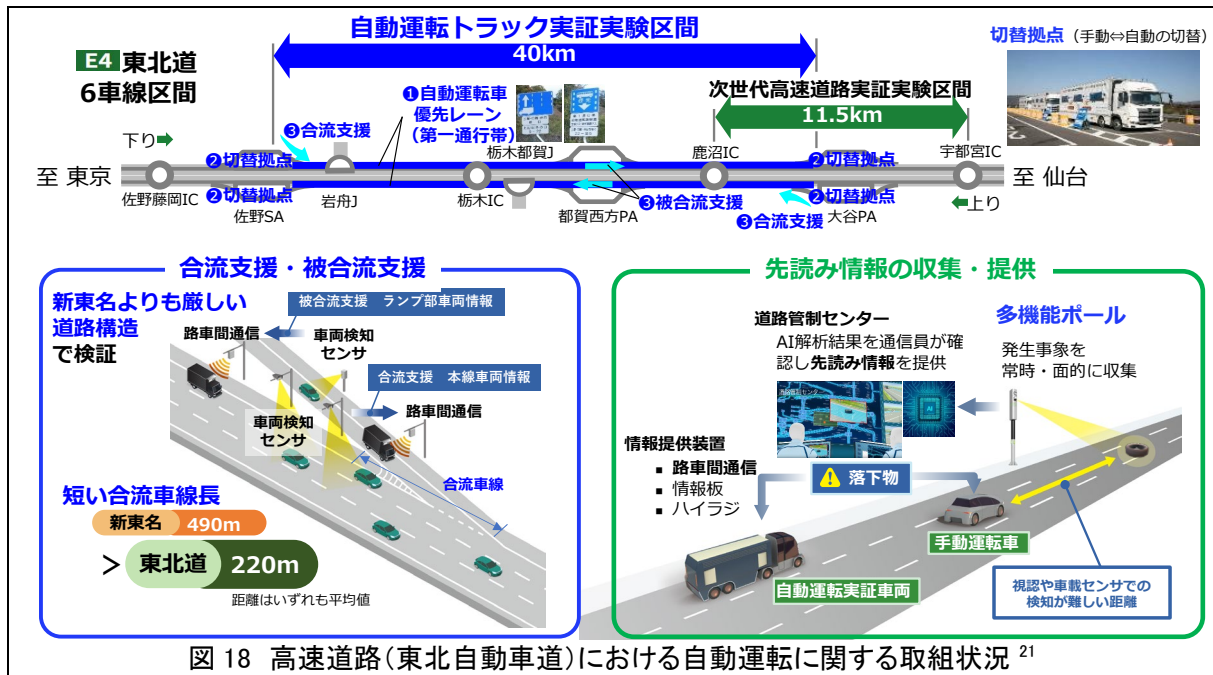 自動運転トラック実証実験区間
40km
切替拠点（手動⇔自動の切替）
E4 東北道
6車線区間
次世代高速道路実証実験区間
11.5km
❶自動運転車
優先レーン
（第一通行帯）
下り
❸合流支援
栃木都賀J
鹿沼IC
宇都宮IC
❷切替拠点
❷切替拠点
至 東京
至 仙台
❷切替拠点
❷切替拠点
佐野藤岡IC
佐野SA
岩舟J
栃木IC
都賀西方PA
❸被合流支援
❸合流支援
大谷PA
上り
合流支援・被合流支援
新東名よりも厳しい
道路構造
で検証
被合流支援 ランプ部車両情報
路車間通信
車両検知
センサ
合流支援 本線車両情報
路車間通信
車両検知
センサ
合流車線
短い合流車線長
新東名 490m
> 東北道 220m
距離はいずれも平均値
先読み情報の収集・提供
道路管制センター
AI解析結果を通信員が確
認し先読み情報を提供
多機能ポール
発生事象を
常時・面的に収集
AI
情報提供装置
▪ 路車間通信
▪ 情報板
▪ ハイラジ
落下物
手動運転車
自動運転実証車両
視認や車載センサでの
検知が難しい距離
図 18 高速道路(東北自動車道)における自動運転に関する取組状況 21